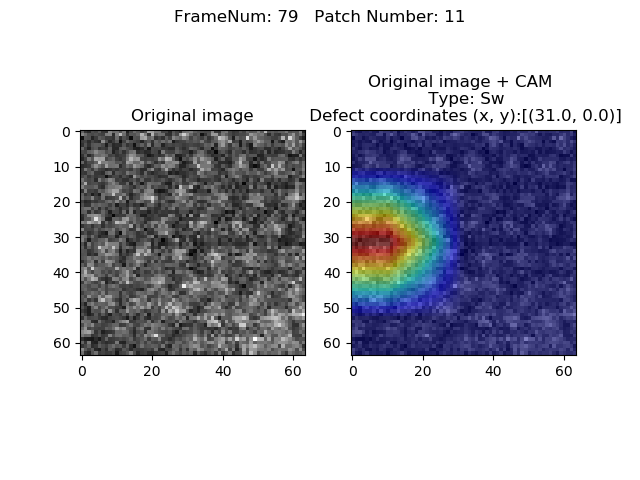 FrameNum: 79   Patch Number: 11
Original image
0
10
20
30
40
50
60
0 20 40 60
Original image + CAM
Type: Sw
Defect coordinates (x, y):[(31.0, 0.0)]
0
10
20
30
40
50
60
0 20 40 60